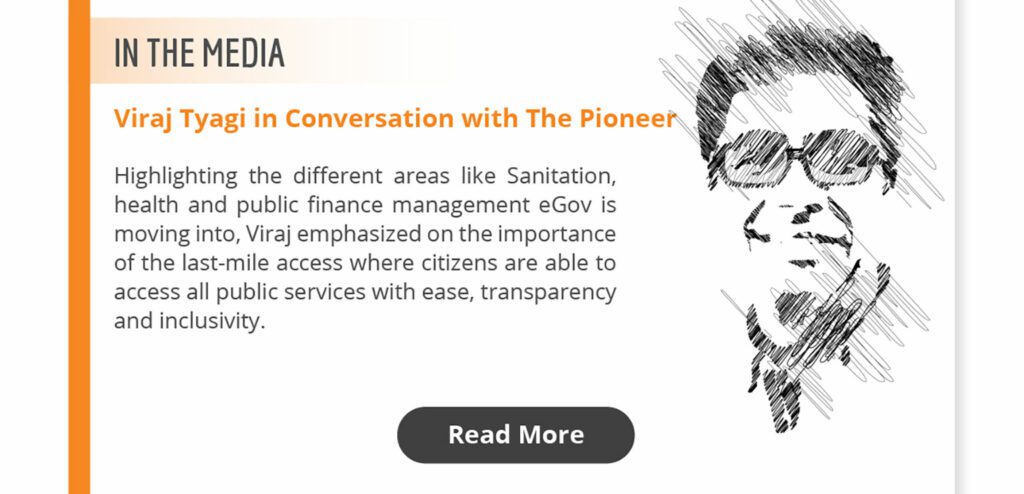 IN THE MEDIA
Viraj Tyagi in Conversation with The Pioneer
Highlighting the different areas like Sanitation,
health and public finance management eGov is
moving into, Viraj emphasized on the importance
of the last-mile access where citizens are able to
access all public services with ease, transparency
and inclusivity.
Read More